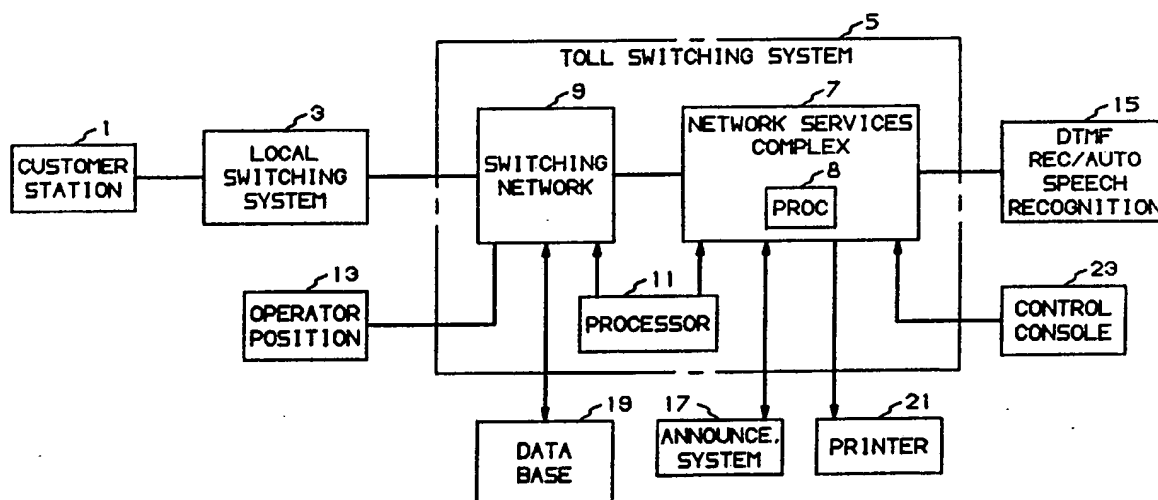 5
TOLL SWITCHING SYSTEM
1
CUSTOMER
STATION
3
LOCAL
SWITCHING
SYSTEM
9
SWITCHING
NETWORK
7
NETWORK SERVICES
COMPLEX
8
PROC
15
DTMF
REC/AUTO
SPEECH
RECOGNITION
13
OPERATOR
POSITION
11
PROCESSOR
23
CONTROL
CONSOLE
19
DATA
BASE
17
ANNOUNCE.
SYSTEM
21
PRINTER